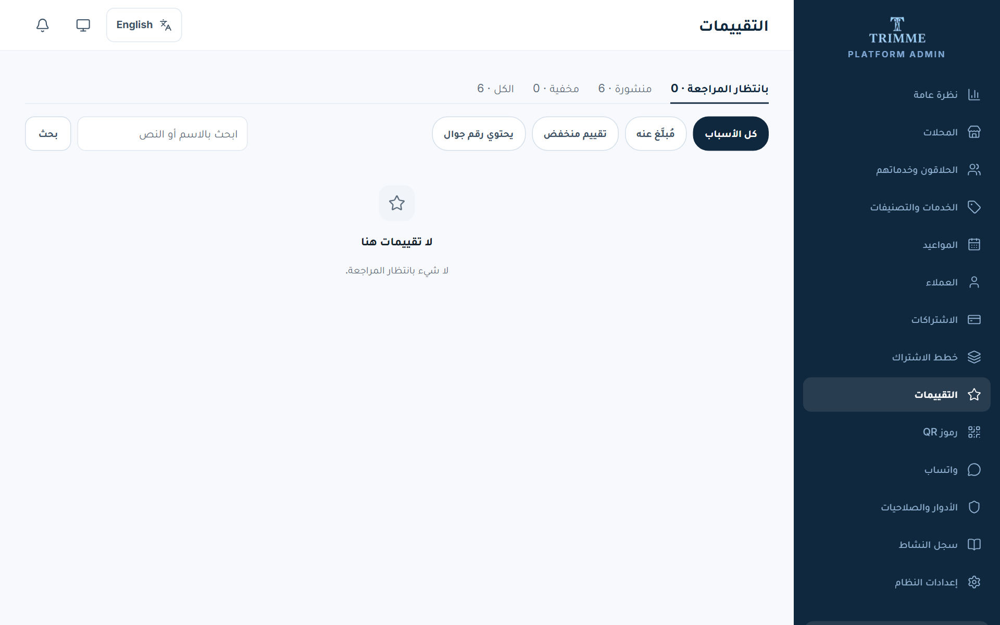 TRIMME
PLATFORM ADMIN
نظرة عامة
المحلات
الحلاقون وخدماتهم
الخدمات والتصنيفات
المواعيد
العملاء
الاشتراكات
خطط الاشتراك
التقييمات
رموز QR
واتساب
الأدوار والصلاحيات
سجل النشاط
إعدادات النظام
التقييمات
English
بانتظار المراجعة · 0
منشورة · 6
مخفية · 0
الكل · 6
كل الأسباب
مُبلَّغ عنه
تقييم منخفض
يحتوي رقم جوال
ابحث بالاسم أو النص
بحث
لا تقييمات هنا
لا شيء بانتظار المراجعة.